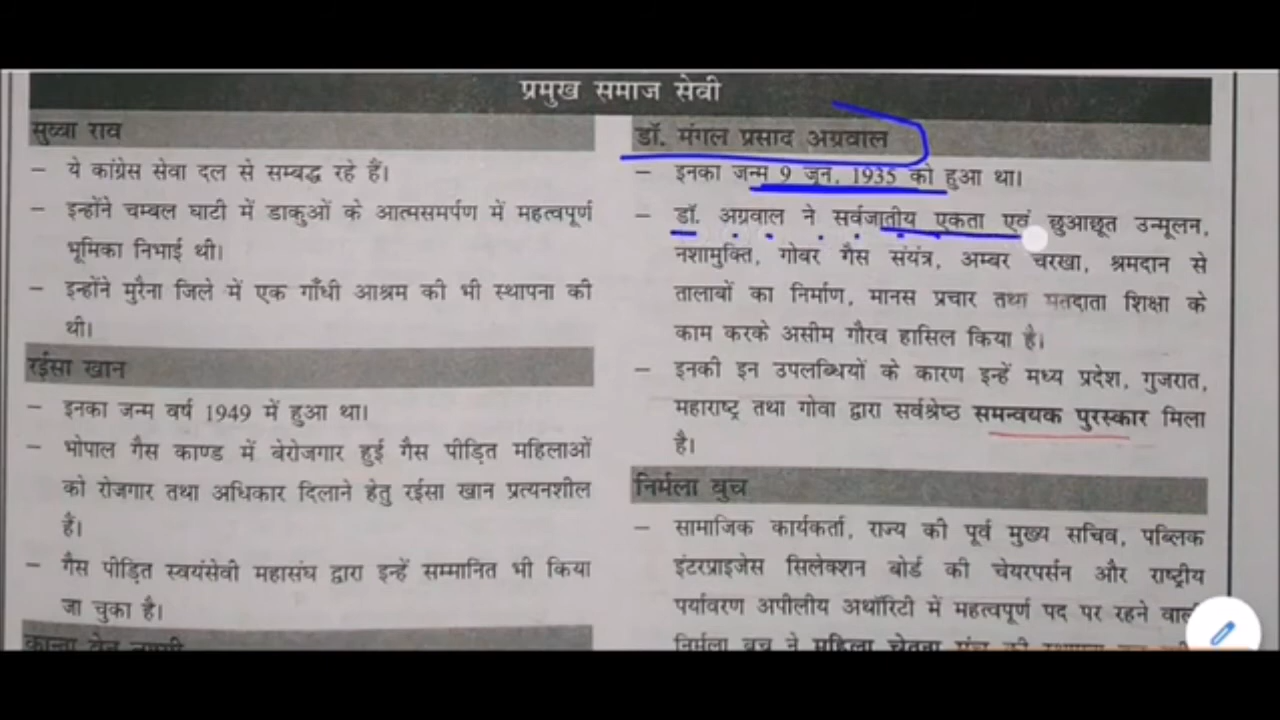 प्रमुख समाज सेवी
सुब्बा राव
– ये कांग्रेस सेवा दल से सम्बद्ध रहे हैं।
– इन्होंने चम्बल घाटी में डाकुओं के आत्मसमर्पण में महत्वपूर्ण
भूमिका निभाई थी।
– इन्होंने मुरैना जिले में एक गाँधी आश्रम की भी स्थापना की
थी।
रईसा खान
– इनका जन्म वर्ष 1949 में हुआ था।
– भोपाल गैस काण्ड में बेरोजगार हुई गैस पीड़ित महिलाओं
को रोजगार तथा अधिकार दिलाने हेतु रईसा खान प्रत्यनशील
हैं।
– गैस पीड़ित स्वयंसेवी महासंघ द्वारा इन्हें सम्मानित भी किया
जा चुका है।
डॉ. मंगल प्रसाद अग्रवाल
– इनका जन्म 9 जून, 1935 को हुआ था।
– डॉ. अग्रवाल ने सर्वजातीय एकता एवं छुआछूत उन्मूलन,
नशामुक्ति, गोबर गैस संयंत्र, अम्बर चरखा, श्रमदान से
तालाबों का निर्माण, मानस प्रचार तथा मतदाता शिक्षा के
काम करके असीम गौरव हासिल किया है।
– इनकी इन उपलब्धियों के कारण इन्हें मध्य प्रदेश, गुजरात,
महाराष्ट्र तथा गोवा द्वारा सर्वश्रेष्ठ समन्वयक पुरस्कार मिला
है।
निर्मला बुच
– सामाजिक कार्यकर्ता, राज्य की पूर्व मुख्य सचिव, पब्लिक
इंटरप्राइजेस सिलेक्शन बोर्ड की चेयरपर्सन और राष्ट्रीय
पर्यावरण अपीलीय अथॉरिटी में महत्वपूर्ण पद पर रहने
निर्मला बुच ने महिला चेतना मंच की